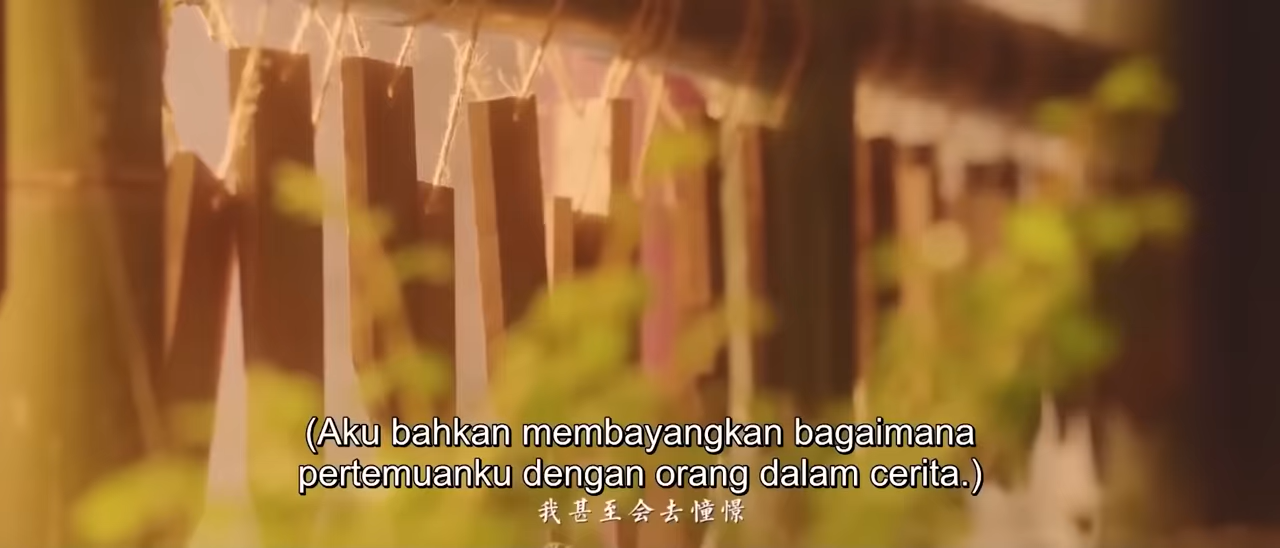 (Aku bahkan membayangkan bagaimana
pertemuanku dengan orang dalam cerita.)
我甚至会去憧憬